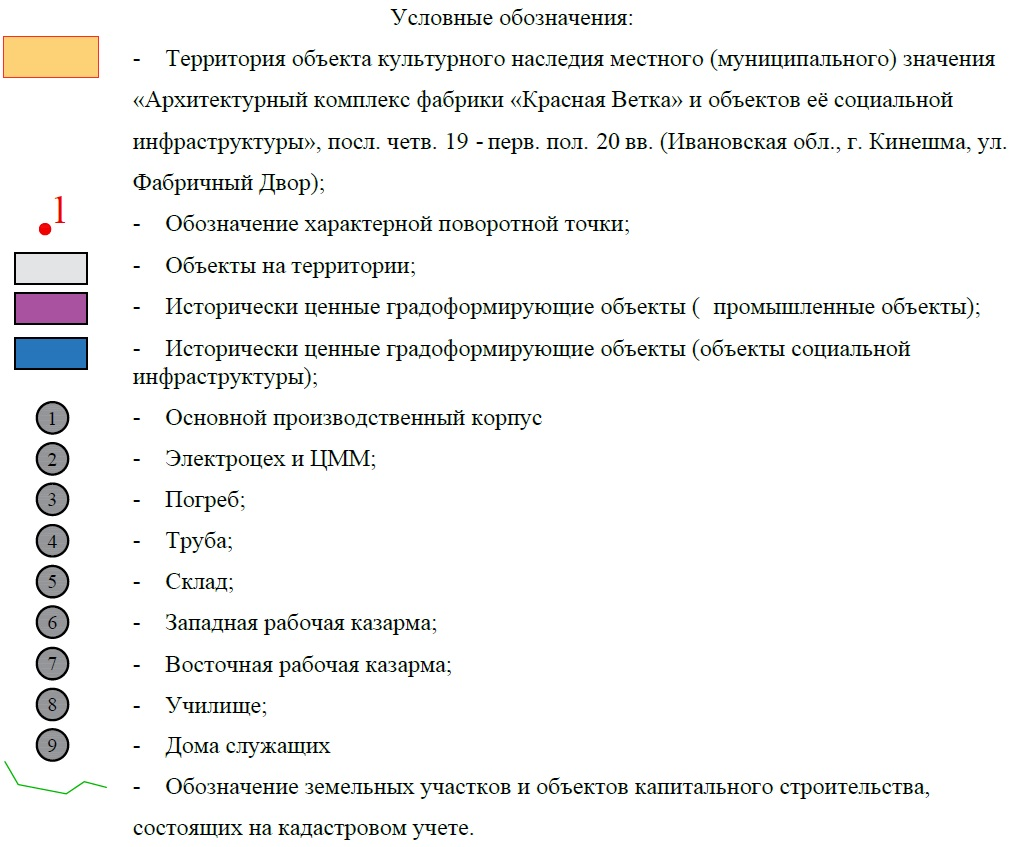 Условные обозначения:
- Территория объекта культурного наследия местного (муниципального) значения
«Архитектурный комплекс фабрики «Красная Ветка» и объектов её социальной
инфраструктуры», посл. четв. 19 - перв. пол. 20 вв. (Ивановская обл., г. Кинешма, ул.
Фабричный Двор);
1 - Обозначение характерной поворотной точки;
- Объекты на территории;
- Исторически ценные градоформирующие объекты ( промышленные объекты);
- Исторически ценные градоформирующие объекты (объекты социальной
инфраструктуры);
1 - Основной производственный корпус
2 - Электроцех и ЦММ;
3 - Погреб;
4 - Труба;
5 - Склад;
6 - Западная рабочая казарма;
7 - Восточная рабочая казарма;
8 - Училище;
9 - Дома служащих
- Обозначение земельных участков и объектов капитального строительства,
состоящих на кадастровом учете.